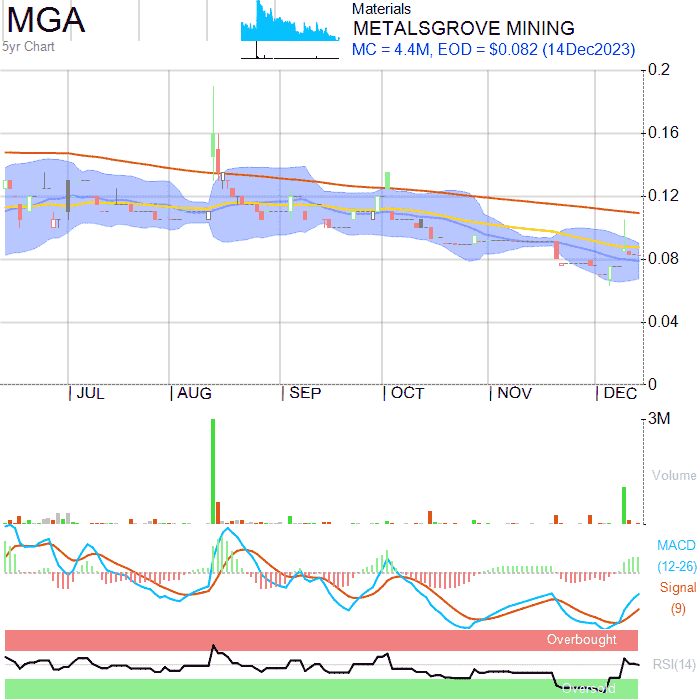 MGA
5yr Chart
Materials
METALSGROVE MINING
MC = 4.4M, EOD = $0.082 (14Dec2023)
0.2
0.16
0.12
0.08
0.04
0
JUL
AUG
SEP
OCT
NOV
DEC
3M
Volume
MACD
(12-26)
Signal
(9)
Overbought
RSI(14)
Oversold